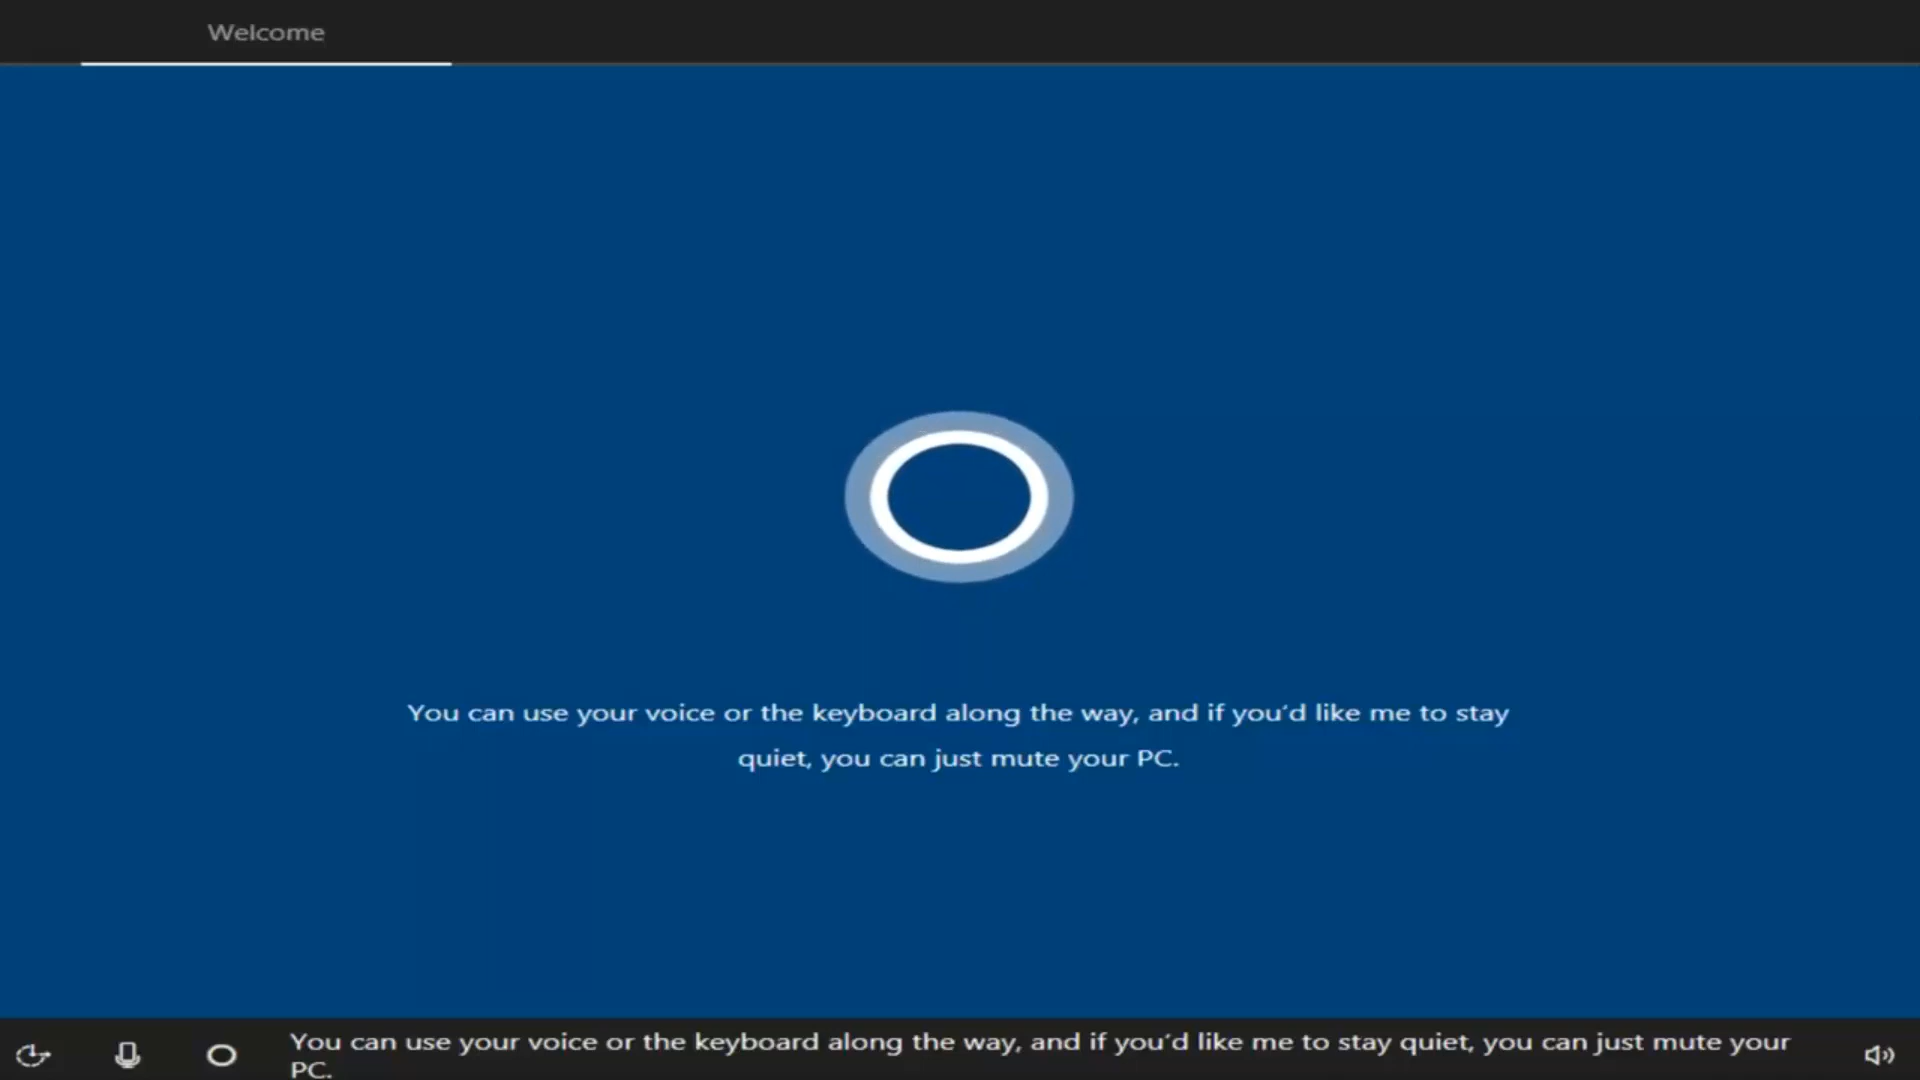 Welcome
You can use your voice or the keyboard along the way, and if you’d like me to stay
quiet, you can just mute your PC.
You can use your voice or the keyboard along the way, and if you’d like me to stay quiet, you can just mute your
PC.